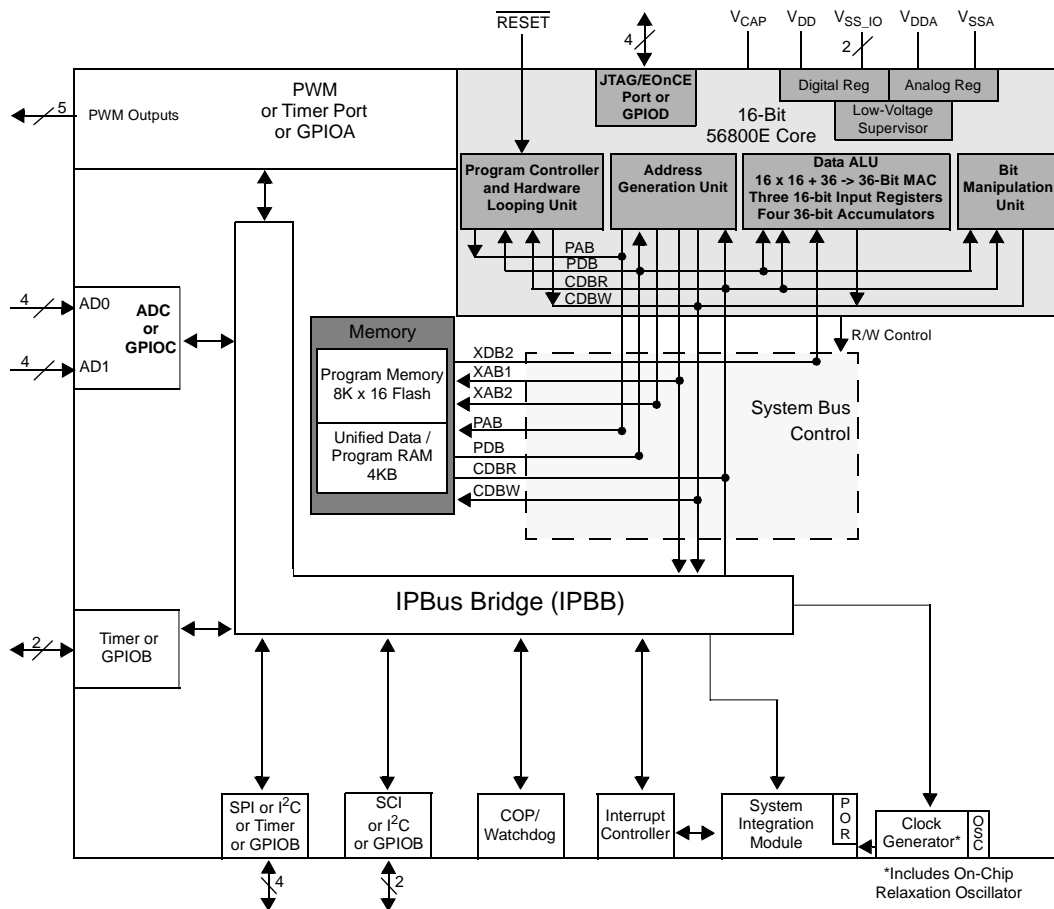 RESET
4
VCAP
VDD
VSS_IO
2
VDDA
VSSA
5
PWM Outputs
PWM
or Timer Port
or GPIOA
JTAG/EOnCE
Port or
GPIOD
16-Bit
56800E Core
Digital Reg
Analog Reg
Low-Voltage
Supervisor
Program Controller
and Hardware
Looping Unit
Address
Generation Unit
Data ALU
16 x 16 + 36 -> 36-Bit MAC
Three 16-bit Input Registers
Four 36-bit Accumulators
Bit
Manipulation
Unit
PAB
PDB
CDBR
CDBW
4
AD0
4
AD1
ADC
or
GPIOC
R/W Control
Memory
Program Memory
8K x 16 Flash
Unified Data /
Program RAM
4KB
XDB2
XAB1
XAB2
PAB
PDB
CDBR
CDBW
System Bus
Control
IPBus Bridge (IPBB)
2
Timer or
GPIOB
SPI or I²C
or Timer
or GPIOB
4
SCI
or I²C
or GPIOB
2
COP/
Watchdog
Interrupt
Controller
System
Integration
Module
POR
Clock
Generator*
OSC
*Includes On-Chip
Relaxation Oscillator